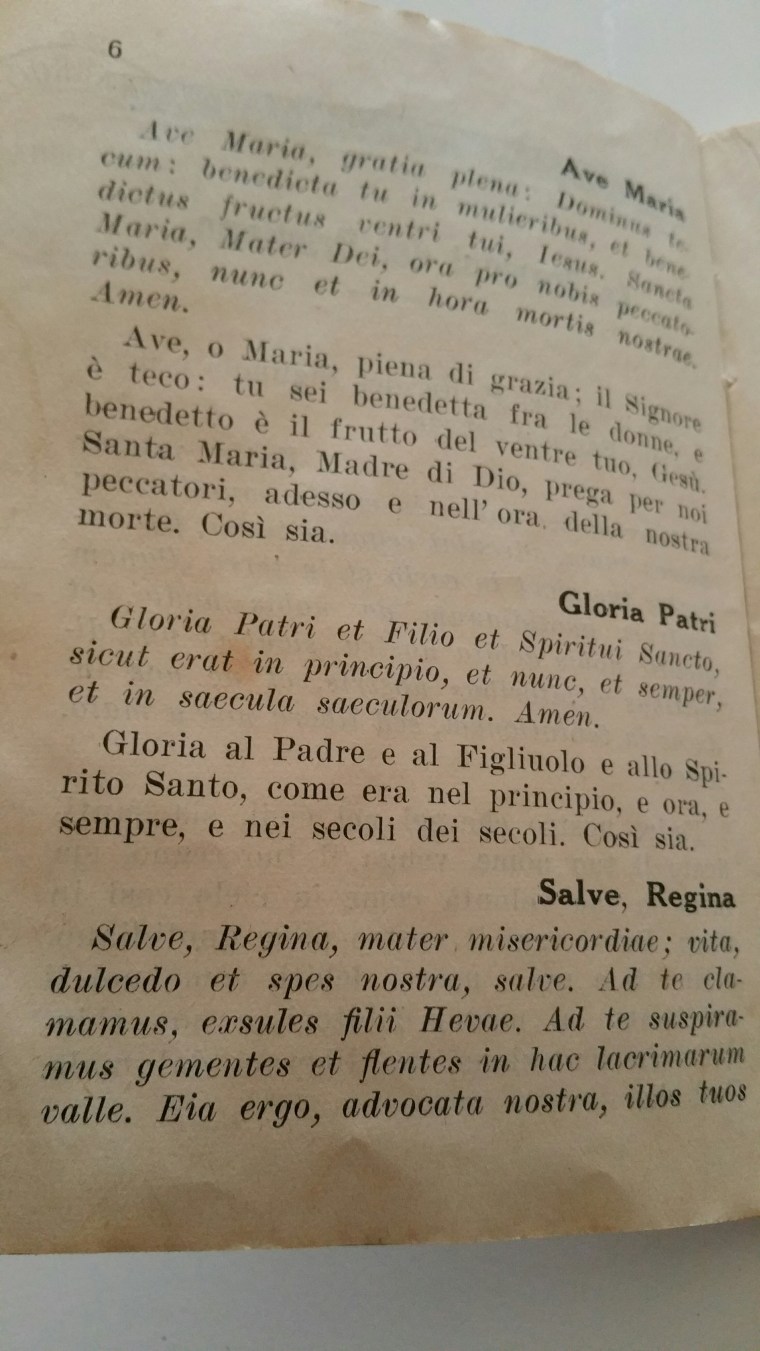 6
Ave Maria
Ave Maria, gratia plena: Dominus te-
cum: benedicta tu in mulieribus, et bene-
dictus fructus ventri tui, Iesus. Sancta
Maria, Mater Dei, ora pro nobis peccato-
ribus, nunc et in hora mortis nostrae.
Amen.
Ave, o Maria, piena di grazia; il Signore
è teco: tu sei benedetta fra le donne, e
benedetto è il frutto del ventre tuo, Gesù.
Santa Maria, Madre di Dio, prega per noi
peccatori, adesso e nell'ora della nostra
morte. Così sia.
Gloria Patri
Gloria Patri et Filio et Spiritui Sancto,
sicut erat in principio, et nunc, et semper,
et in saecula saeculorum. Amen.
Gloria al Padre e al Figliuolo e allo Spi-
rito Santo, come era nel principio, e ora, e
sempre, e nei secoli dei secoli. Così sia.
Salve, Regina
Salve, Regina, mater misericordiae; vita,
dulcedo et spes nostra, salve. Ad te cla-
mamus, exsules filii Hevae. Ad te suspira-
mus gementes et flentes in hac lacrimarum
valle. Eia ergo, advocata nostra, illos tuos